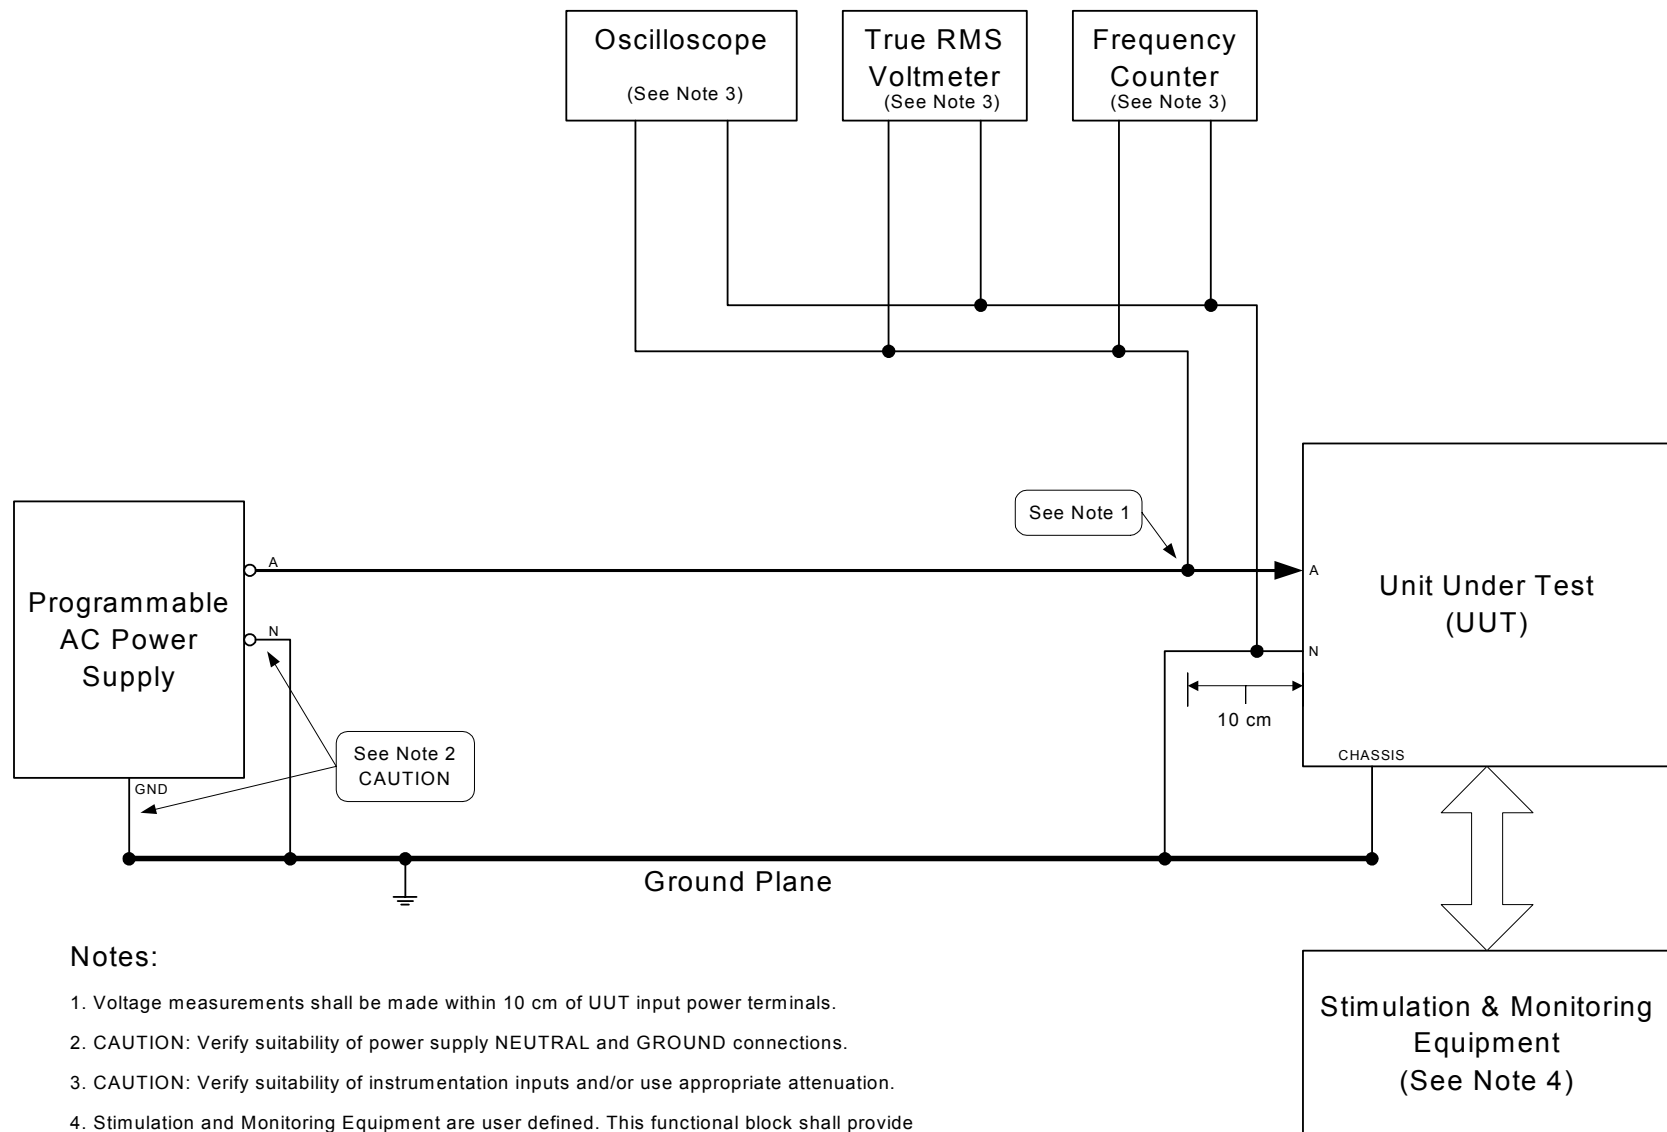 Oscilloscope
(See Note 3)
True RMS
Voltmeter
(See Note 3)
Frequency
Counter
(See Note 3)
See Note 1
Programmable
AC Power
Supply
A
N
GND
See Note 2
CAUTION
A
N
Unit Under Test
(UUT)
10 cm
CHASSIS
Ground Plane
Stimulation & Monitoring
Equipment
(See Note 4)
Notes:
1. Voltage measurements shall be made within 10 cm of UUT input power terminals.
2. CAUTION: Verify suitability of power supply NEUTRAL and GROUND connections.
3. CAUTION: Verify suitability of instrumentation inputs and/or use appropriate attenuation.
4. Stimulation and Monitoring Equipment are user defined. This functional block shall provide